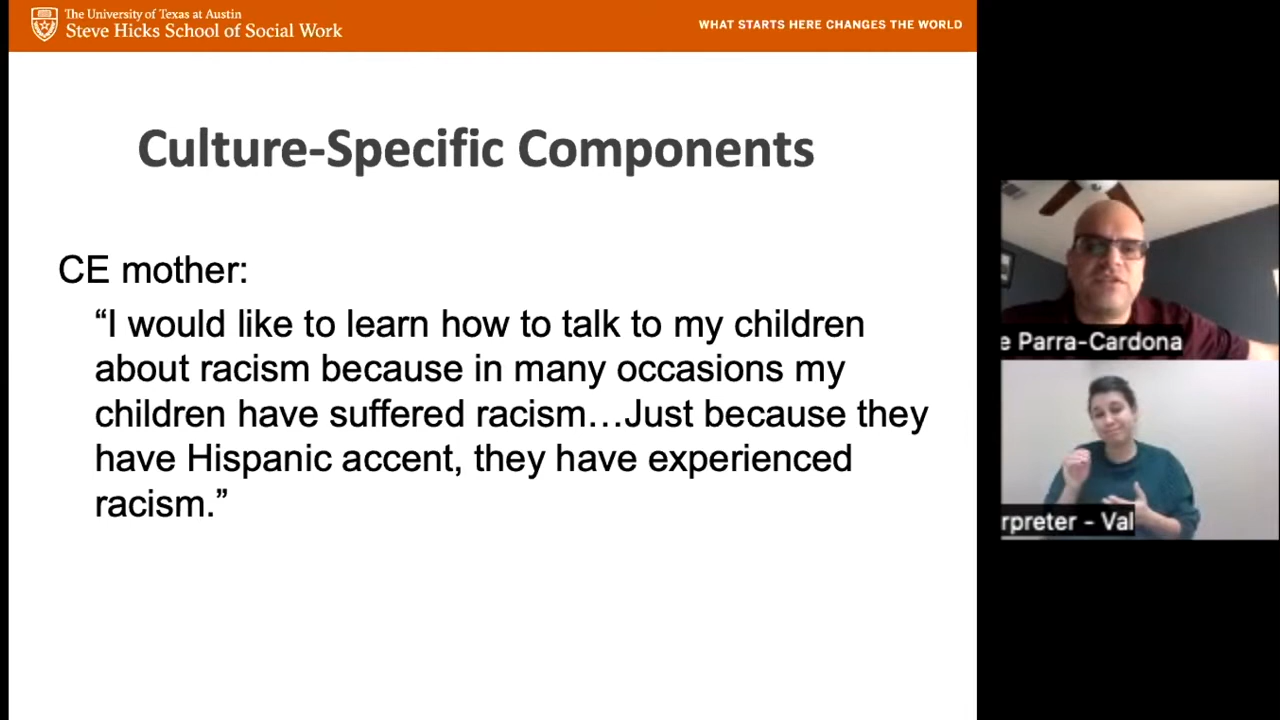 The University of Texas at Austin
Steve Hicks School of Social Work
WHAT STARTS HERE CHANGES THE WORLD
Culture-Specific Components
CE mother:
“I would like to learn how to talk to my children
about racism because in many occasions my
children have suffered racism…Just because they
have Hispanic accent, they have experienced
racism.”
e Parra-Cardona
rpreter - Val